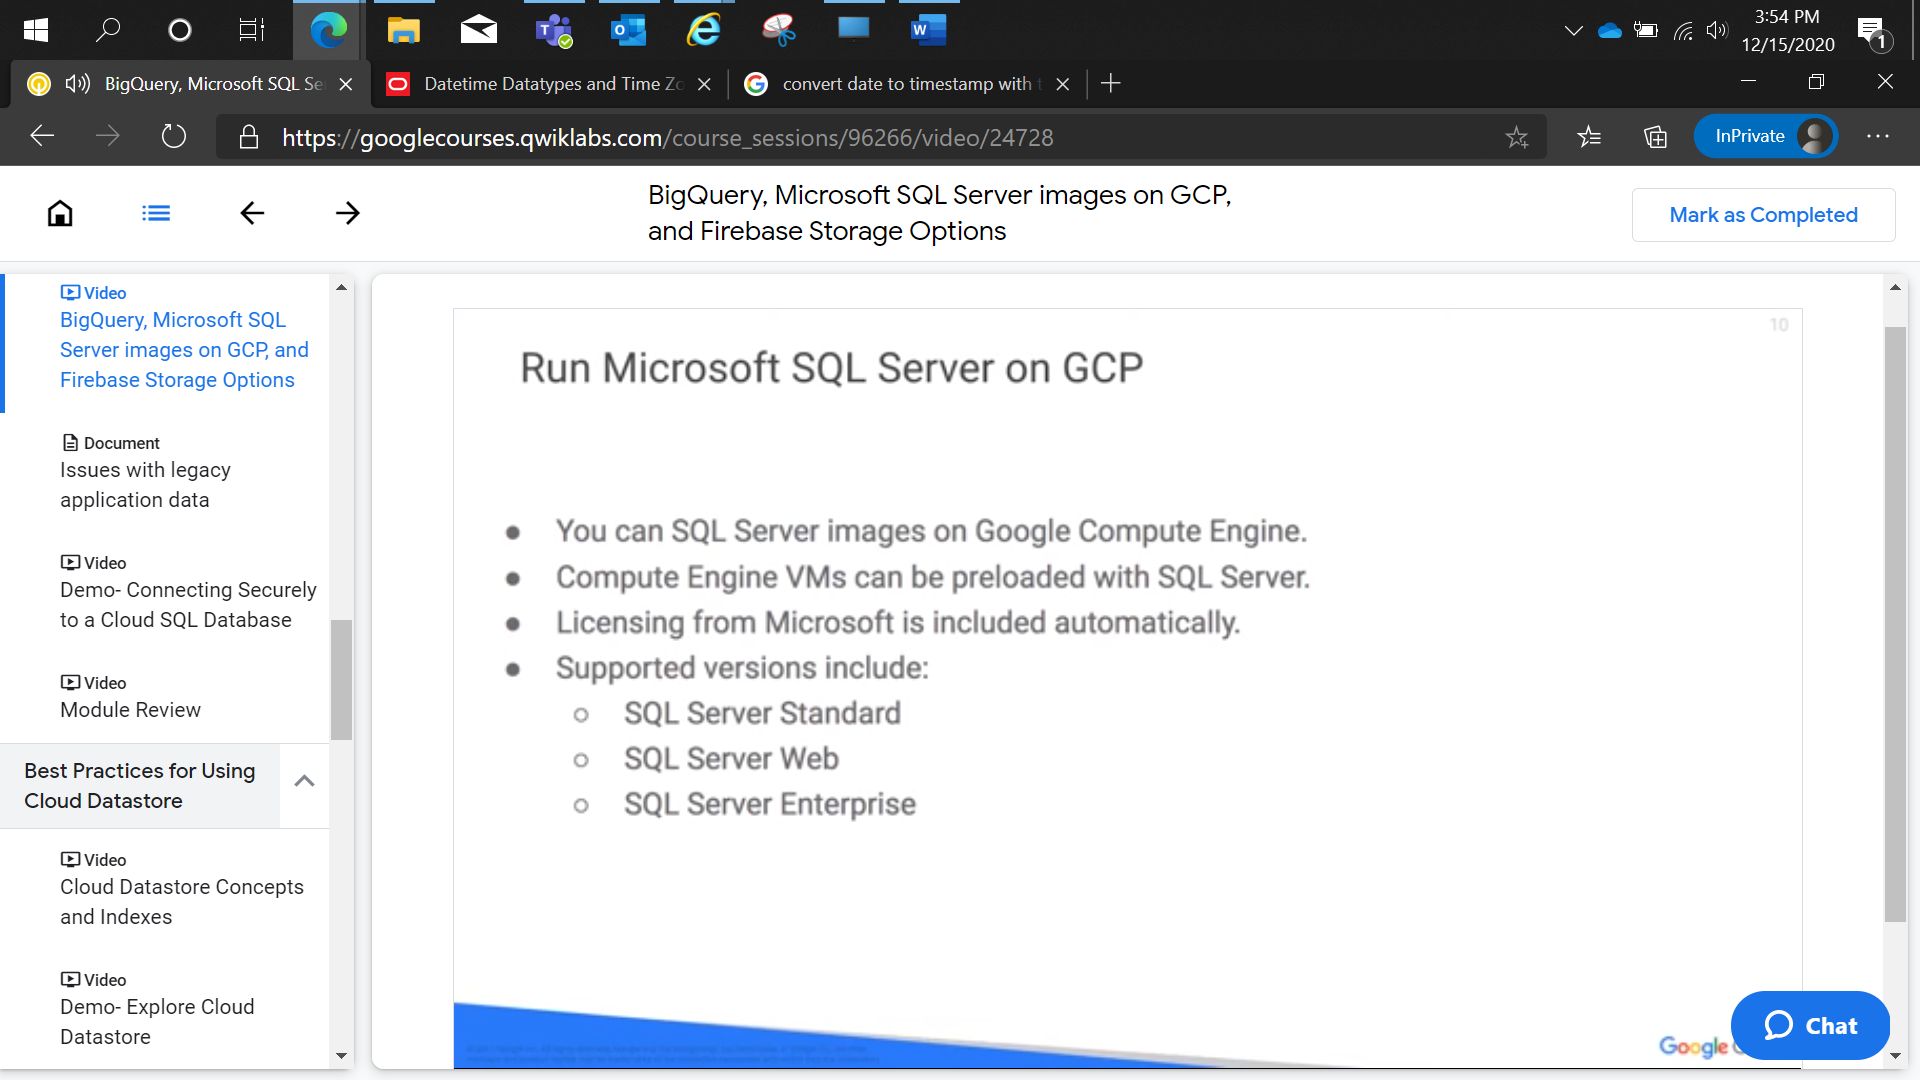 3:54 PM
12/15/2020
1
BigQuery, Microsoft SQL Se
Datetime Datatypes and Time Zo
convert date to timestamp with t
https://googlecourses.qwiklabs.com/course_sessions/96266/video/24728
InPrivate
BigQuery, Microsoft SQL Server images on GCP,
and Firebase Storage Options
Mark as Completed
Video
BigQuery, Microsoft SQL
Server images on GCP, and
Firebase Storage Options
Document
Issues with legacy
application data
Video
Demo- Connecting Securely
to a Cloud SQL Database
Video
Module Review
Best Practices for Using
Cloud Datastore
Video
Cloud Datastore Concepts
and Indexes
Video
Demo- Explore Cloud
Datastore
10
Run Microsoft SQL Server on GCP
● You can SQL Server images on Google Compute Engine.
● Compute Engine VMs can be preloaded with SQL Server.
● Licensing from Microsoft is included automatically.
● Supported versions include:
○ SQL Server Standard
○ SQL Server Web
○ SQL Server Enterprise
Google
Chat